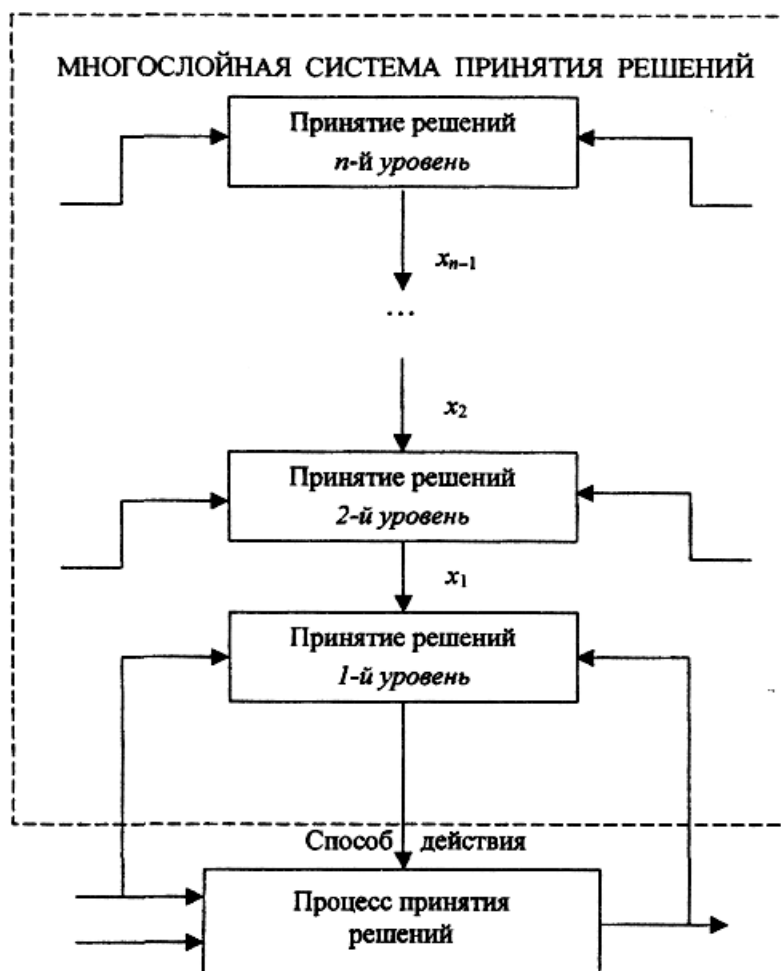 МНОГОСЛОЙНАЯ СИСТЕМА ПРИНЯТИЯ РЕШЕНИЙ
Принятие решений
n-й уровень
xn–1
...
x2
Принятие решений
2-й уровень
x1
Принятие решений
1-й уровень
Способ действия
Процесс принятия
решений